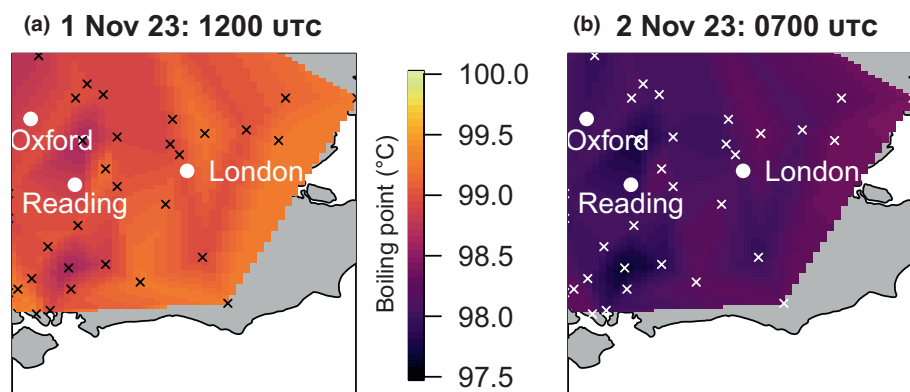 (a) 1 Nov 23: 1200 UTC
Oxford
London
Reading
Boiling point (°C)
100.0
99.5
99.0
98.5
98.0
97.5
(b) 2 Nov 23: 0700 UTC
Oxford
London
Reading